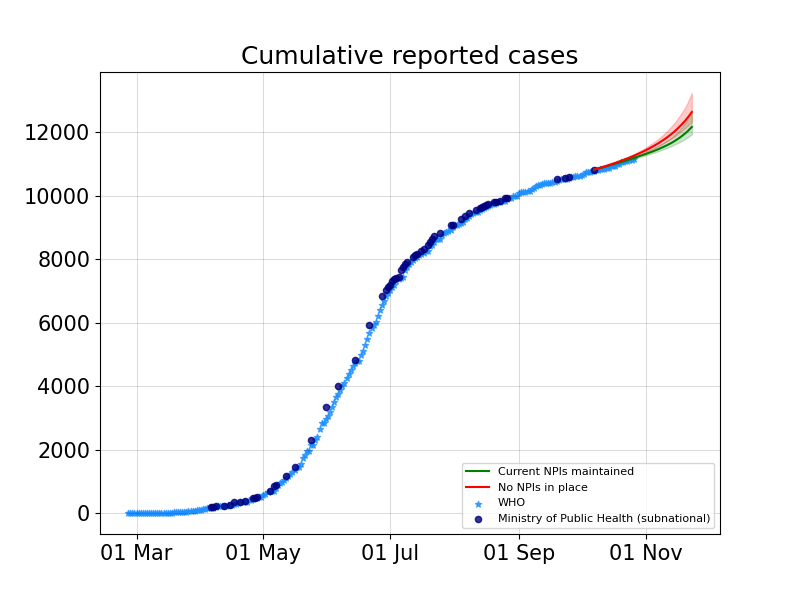 Cumulative reported cases
12000
10000
8000
6000
4000
2000
0
01 Mar
01 May
01 Jul
01 Sep
01 Nov
Current NPIs maintained
No NPIs in place
WHO
Ministry of Public Health (subnational)